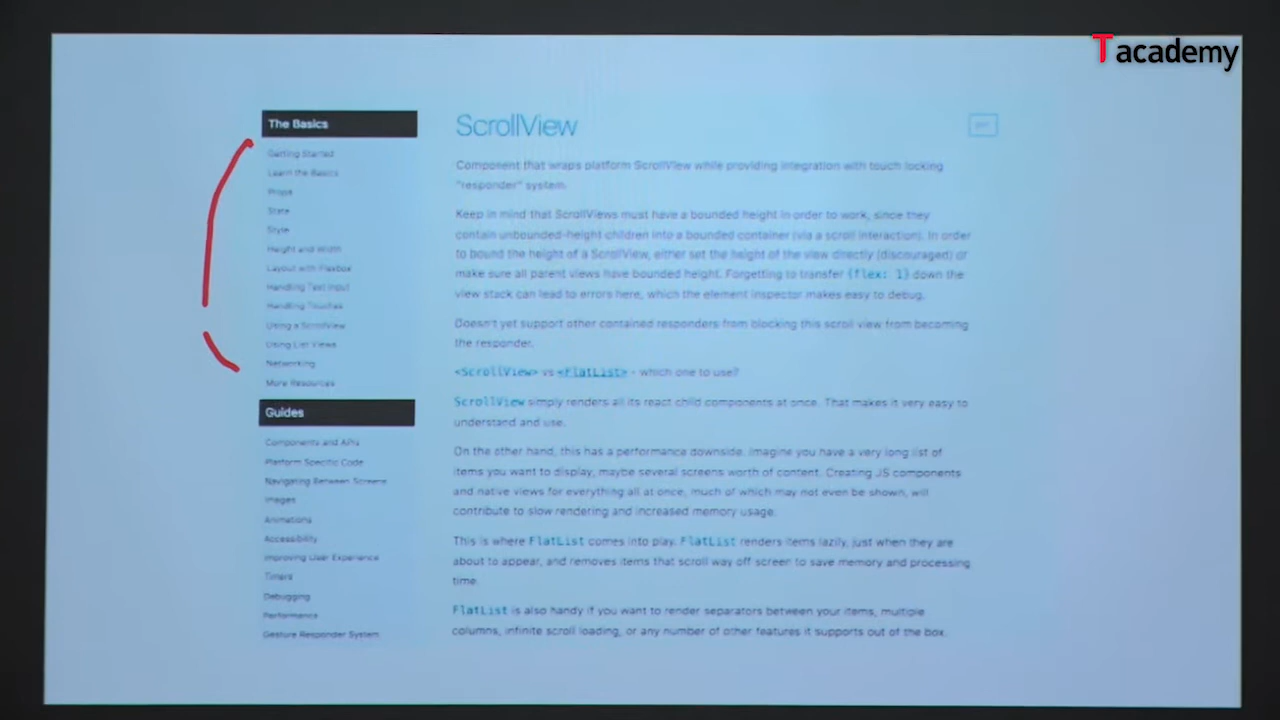 Tacademy
The Basics
Getting Started
Learn the Basics
Props
State
Style
Height and Width
Layout with Flexbox
Handling Text Input
Handling Touches
Using a ScrollView
Using List Views
Networking
More Resources
Guides
Components and APIs
Platform Specific Code
Navigating Between Screens
Images
Animations
Accessibility
Improving User Experience
Timers
Debugging
Performance
Gesture Responder System
ScrollView
Component that wraps platform ScrollView while providing integration with touch locking
"responder" system.
Keep in mind that ScrollViews must have a bounded height in order to work, since they
contain unbounded-height children into a bounded container (via a scroll interaction). In order
to bound the height of a ScrollView, either set the height of the view directly (discouraged) or
make sure all parent views have bounded height. Forgetting to transfer {flex: 1} down the
view stack can lead to errors here, which the element inspector makes easy to debug.
Doesn't yet support other contained responders from blocking this scroll view from becoming
the responder.
<ScrollView> vs <FlatList> - which one to use?
ScrollView simply renders all its react child components at once. That makes it very easy to
understand and use.
On the other hand, this has a performance downside. Imagine you have a very long list of
items you want to display, maybe several screens worth of content. Creating JS components
and native views for everything all at once, much of which may not even be shown, will
contribute to slow rendering and increased memory usage.
This is where FlatList comes into play. FlatList renders items lazily, just when they are
about to appear, and removes items that scroll way off screen to save memory and processing
time.
FlatList is also handy if you want to render separators between your items, multiple
columns, infinite scroll loading, or any number of other features it supports out of the box.